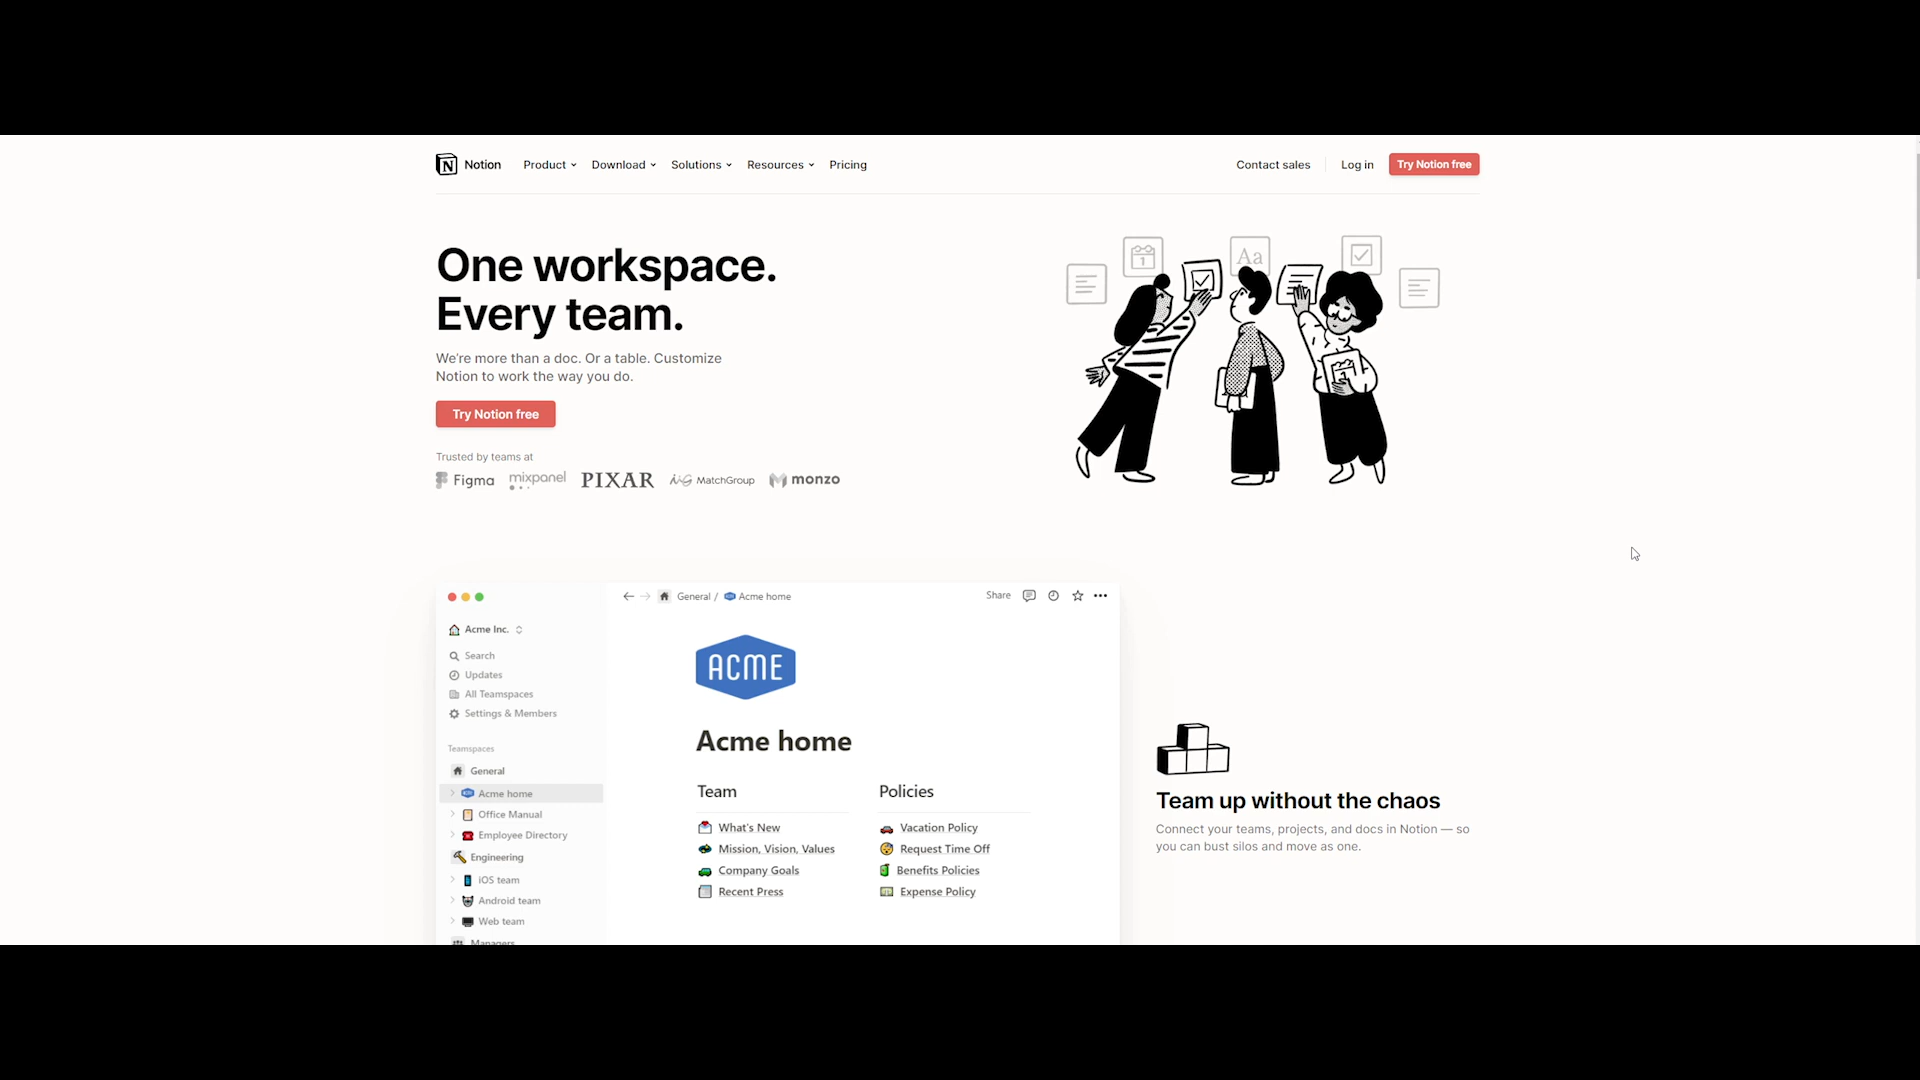 Notion
Product
Download
Solutions
Resources
Pricing
Contact sales
Log in
Try Notion free
One workspace.
Every team.
We're more than a doc. Or a table. Customize
Notion to work the way you do.
Try Notion free
Trusted by teams at
Figma
mixpanel
PIXAR
MG MatchGroup
monzo
1
Aa
General / Acme home
Share
Acme Inc.
Search
Updates
All Teamspaces
Settings & Members
Teamspaces
General
Acme home
Office Manual
Employee Directory
Engineering
iOS team
Android team
Web team
Managers
ACME
Acme home
Team
What's New
Mission, Vision, Values
Company Goals
Recent Press
Policies
Vacation Policy
Request Time Off
Benefits Policies
Expense Policy
Team up without the chaos
Connect your teams, projects, and docs in Notion — so
you can bust silos and move as one.